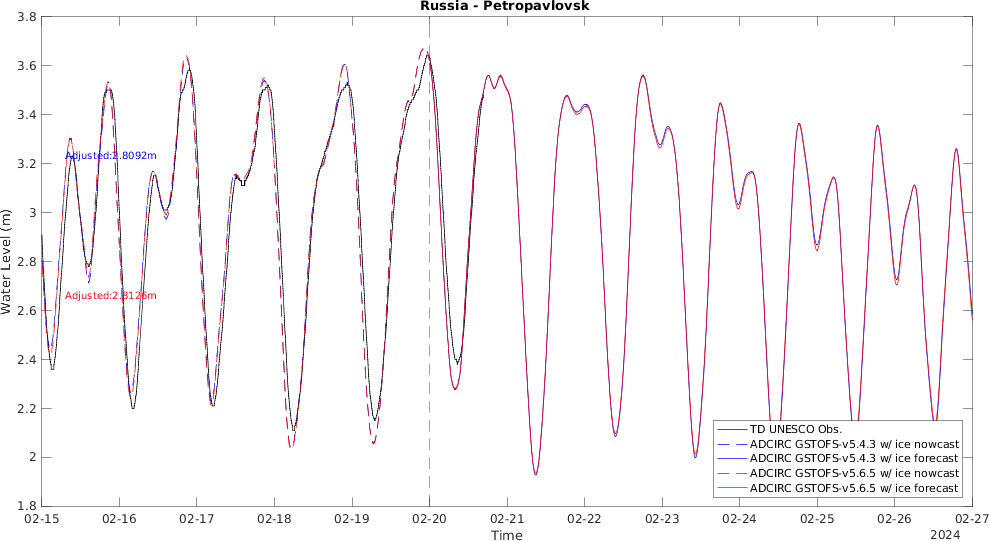 Russia - Petropavlovsk
3.8
3.6
3.4
3.2
3
2.8
2.6
2.4
2.2
2
1.8
Water Level (m)
Adjusted:2.8092m
Adjusted:2.8126m
TD UNESCO Obs.
ADCIRC GSTOFS-v5.4.3 w/ ice nowcast
ADCIRC GSTOFS-v5.4.3 w/ ice forecast
ADCIRC GSTOFS-v5.6.5 w/ ice nowcast
ADCIRC GSTOFS-v5.6.5 w/ ice forecast
02-15 02-16 02-17 02-18 02-19 02-20 02-21 02-22 02-23 02-24 02-25 02-26 02-27
Time
2024